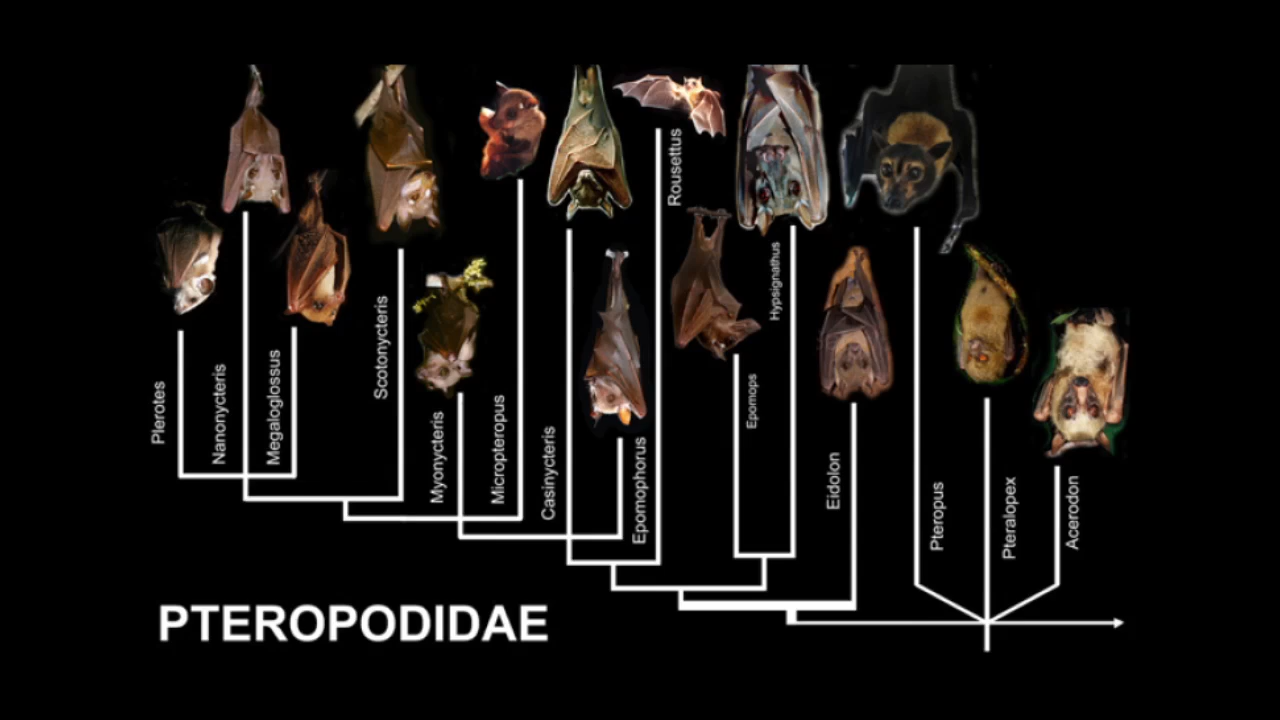 Plerotes
Nanonycteris
Megaloglossus
Scotonycteris
Myonycteris
Micropteropus
Casinycteris
Epomophorus
Rousettus
Epomops
Hypsignathus
Eidolon
Pteropus
Pteralopex
Acerodon
PTEROPODIDAE